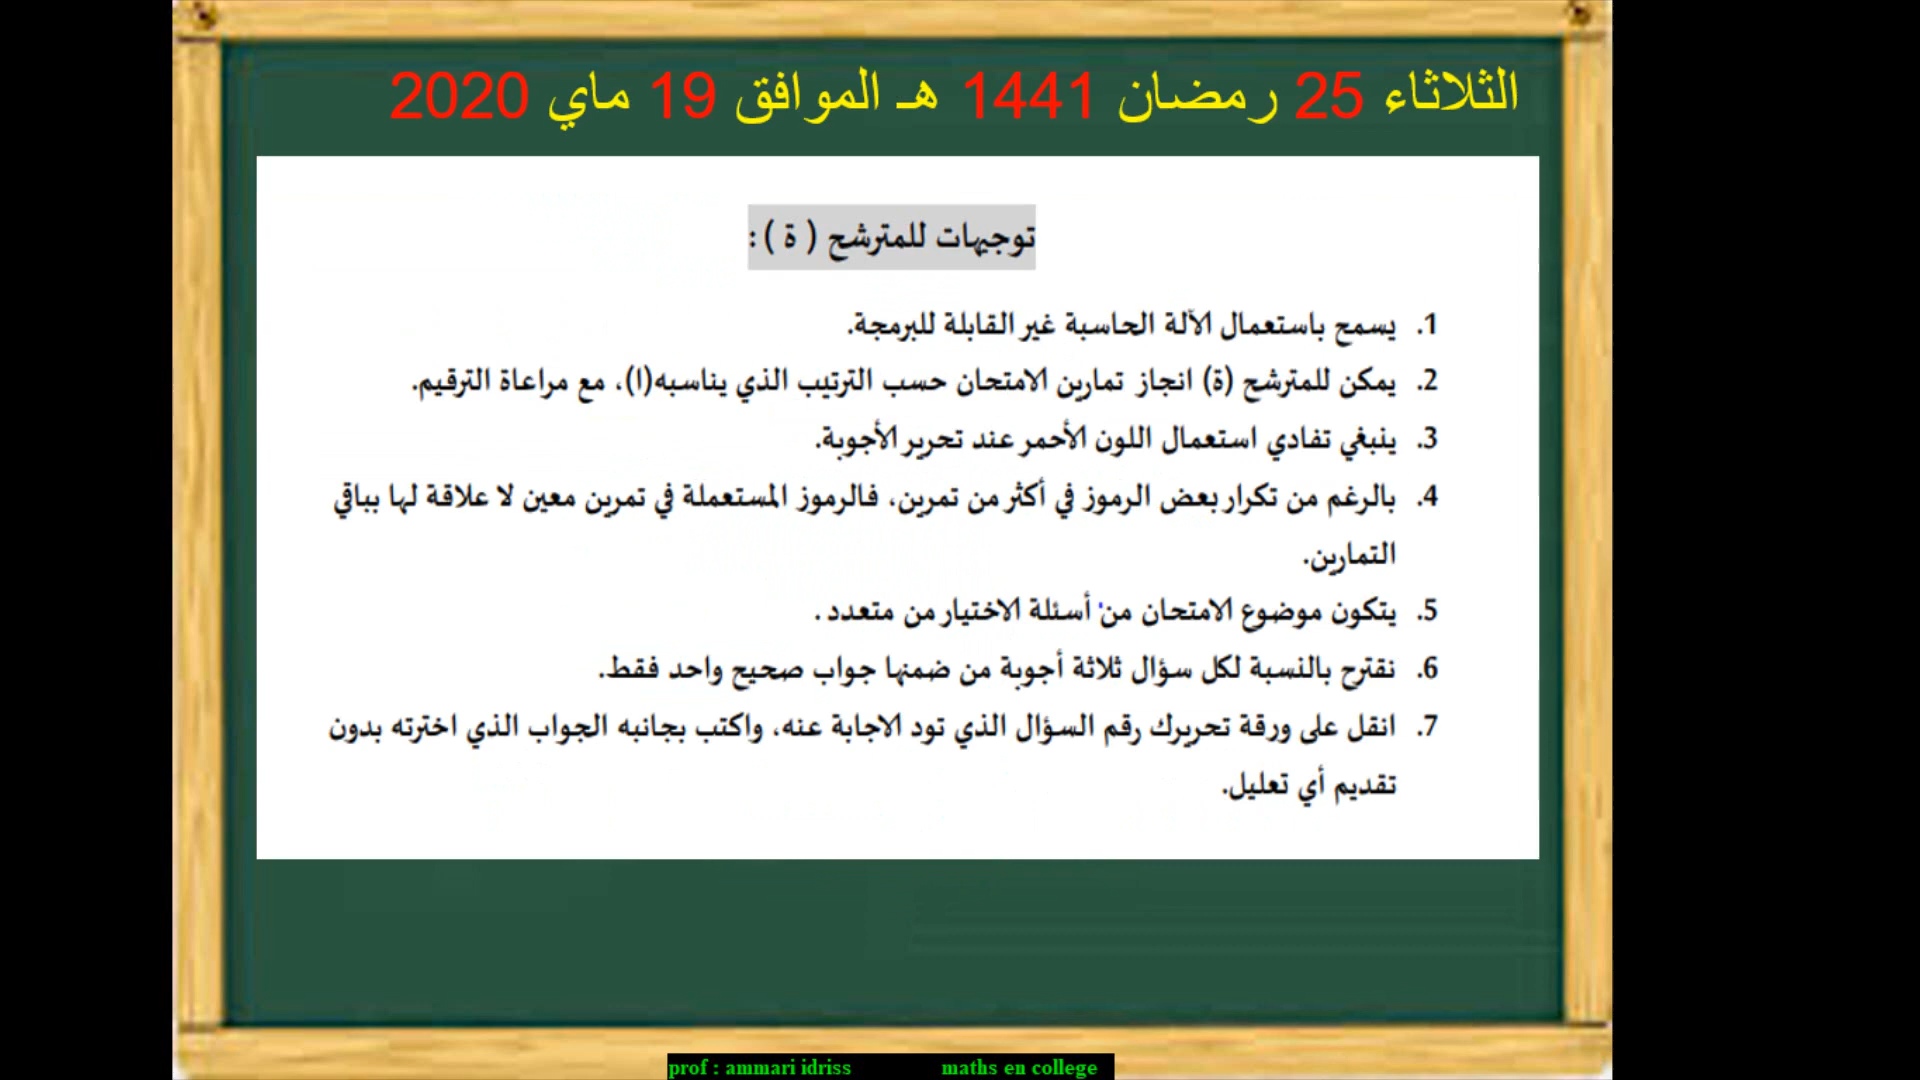 الثلاثاء 25 رمضان 1441 هـ الموافق 19 ماي 2020
توجيهات للمترشح ( ة ) :
1. يسمح باستعمال الآلة الحاسبة غير القابلة للبرمجة.
2. يمكن للمترشح (ة) انجاز تمارين الامتحان حسب الترتيب الذي يناسبه(ا)، مع مراعاة الترقيم.
3. ينبغي تفادي استعمال اللون الأحمر عند تحرير الأجوبة.
4. بالرغم من تكرار بعض الرموز في أكثر من تمرين، فالرموز المستعملة في تمرين معين لا علاقة لها بباقي
التمارين.
5. يتكون موضوع الامتحان من أسئلة الاختيار من متعدد .
6. نقترح بالنسبة لكل سؤال ثلاثة أجوبة من ضمنها جواب صحيح واحد فقط.
7. انقل على ورقة تحريرك رقم السؤال الذي تود الاجابة عنه، واكتب بجانبه الجواب الذي اخترته بدون
تقديم أي تعليل.
prof : ammari idriss maths en college